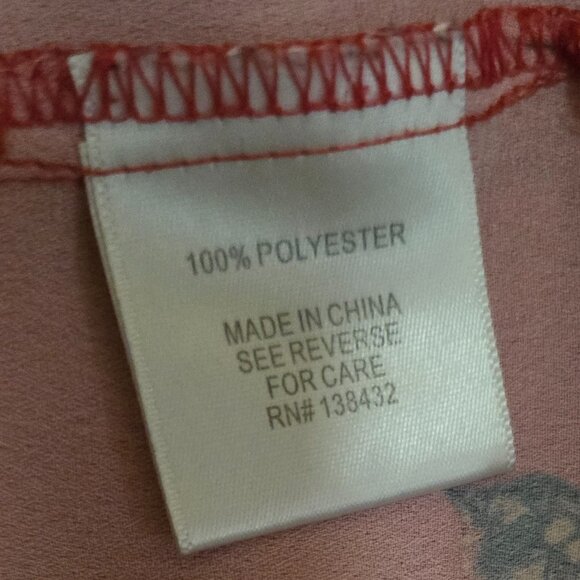 100% POLYESTER
MADE IN CHINA
SEE REVERSE
FOR CARE
RN# 138432